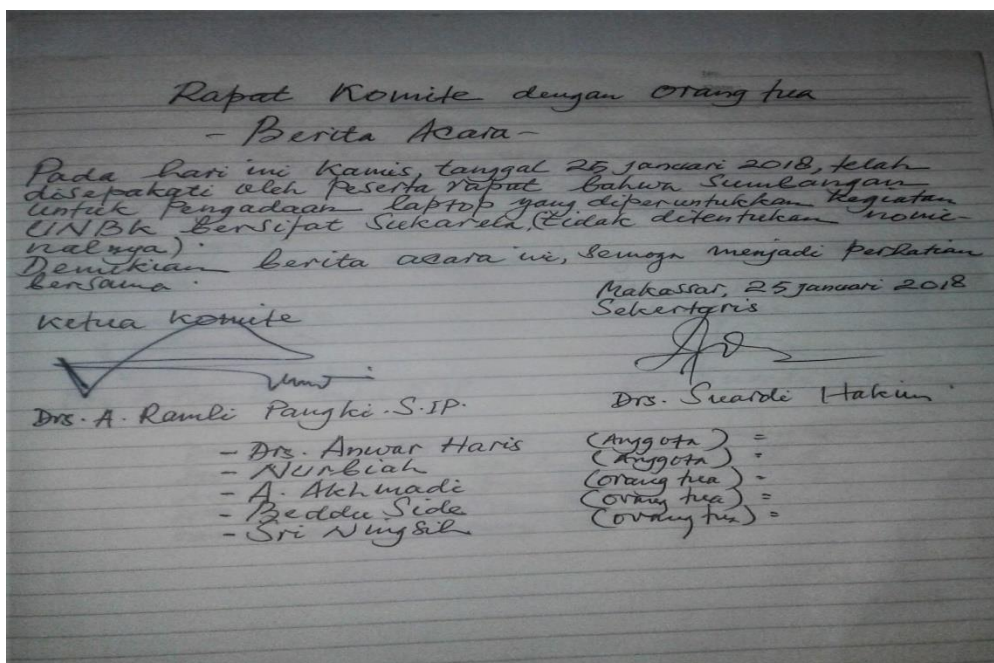 Rapat Komite dengan orang tua
- Berita Acara -
Pada hari ini Kamis, tanggal 25 Januari 2018, telah
disepakati oleh Peserta rapat bahwa Sumbangan
untuk Pengadaan laptop yang diperuntukkan Kegiatan
UNBK bersifat Sukarela, (tidak ditentukan nomi-
nalnya).
Demikian berita acara ini, semoga menjadi perhatian
bersama.
Makassar, 25 Januari 2018
Ketua Komite
Sekertaris
Drs. A. Ramli Pangki. S.IP.
Drs. Suardi Hakim
- Drs. Anwar Haris (Anggota) =
- Nurbiah (Anggota) =
- A. Akhmadi (orang tua) =
- Beddu Side (orang tua) =
- Sri Ningsih (orang tua) =